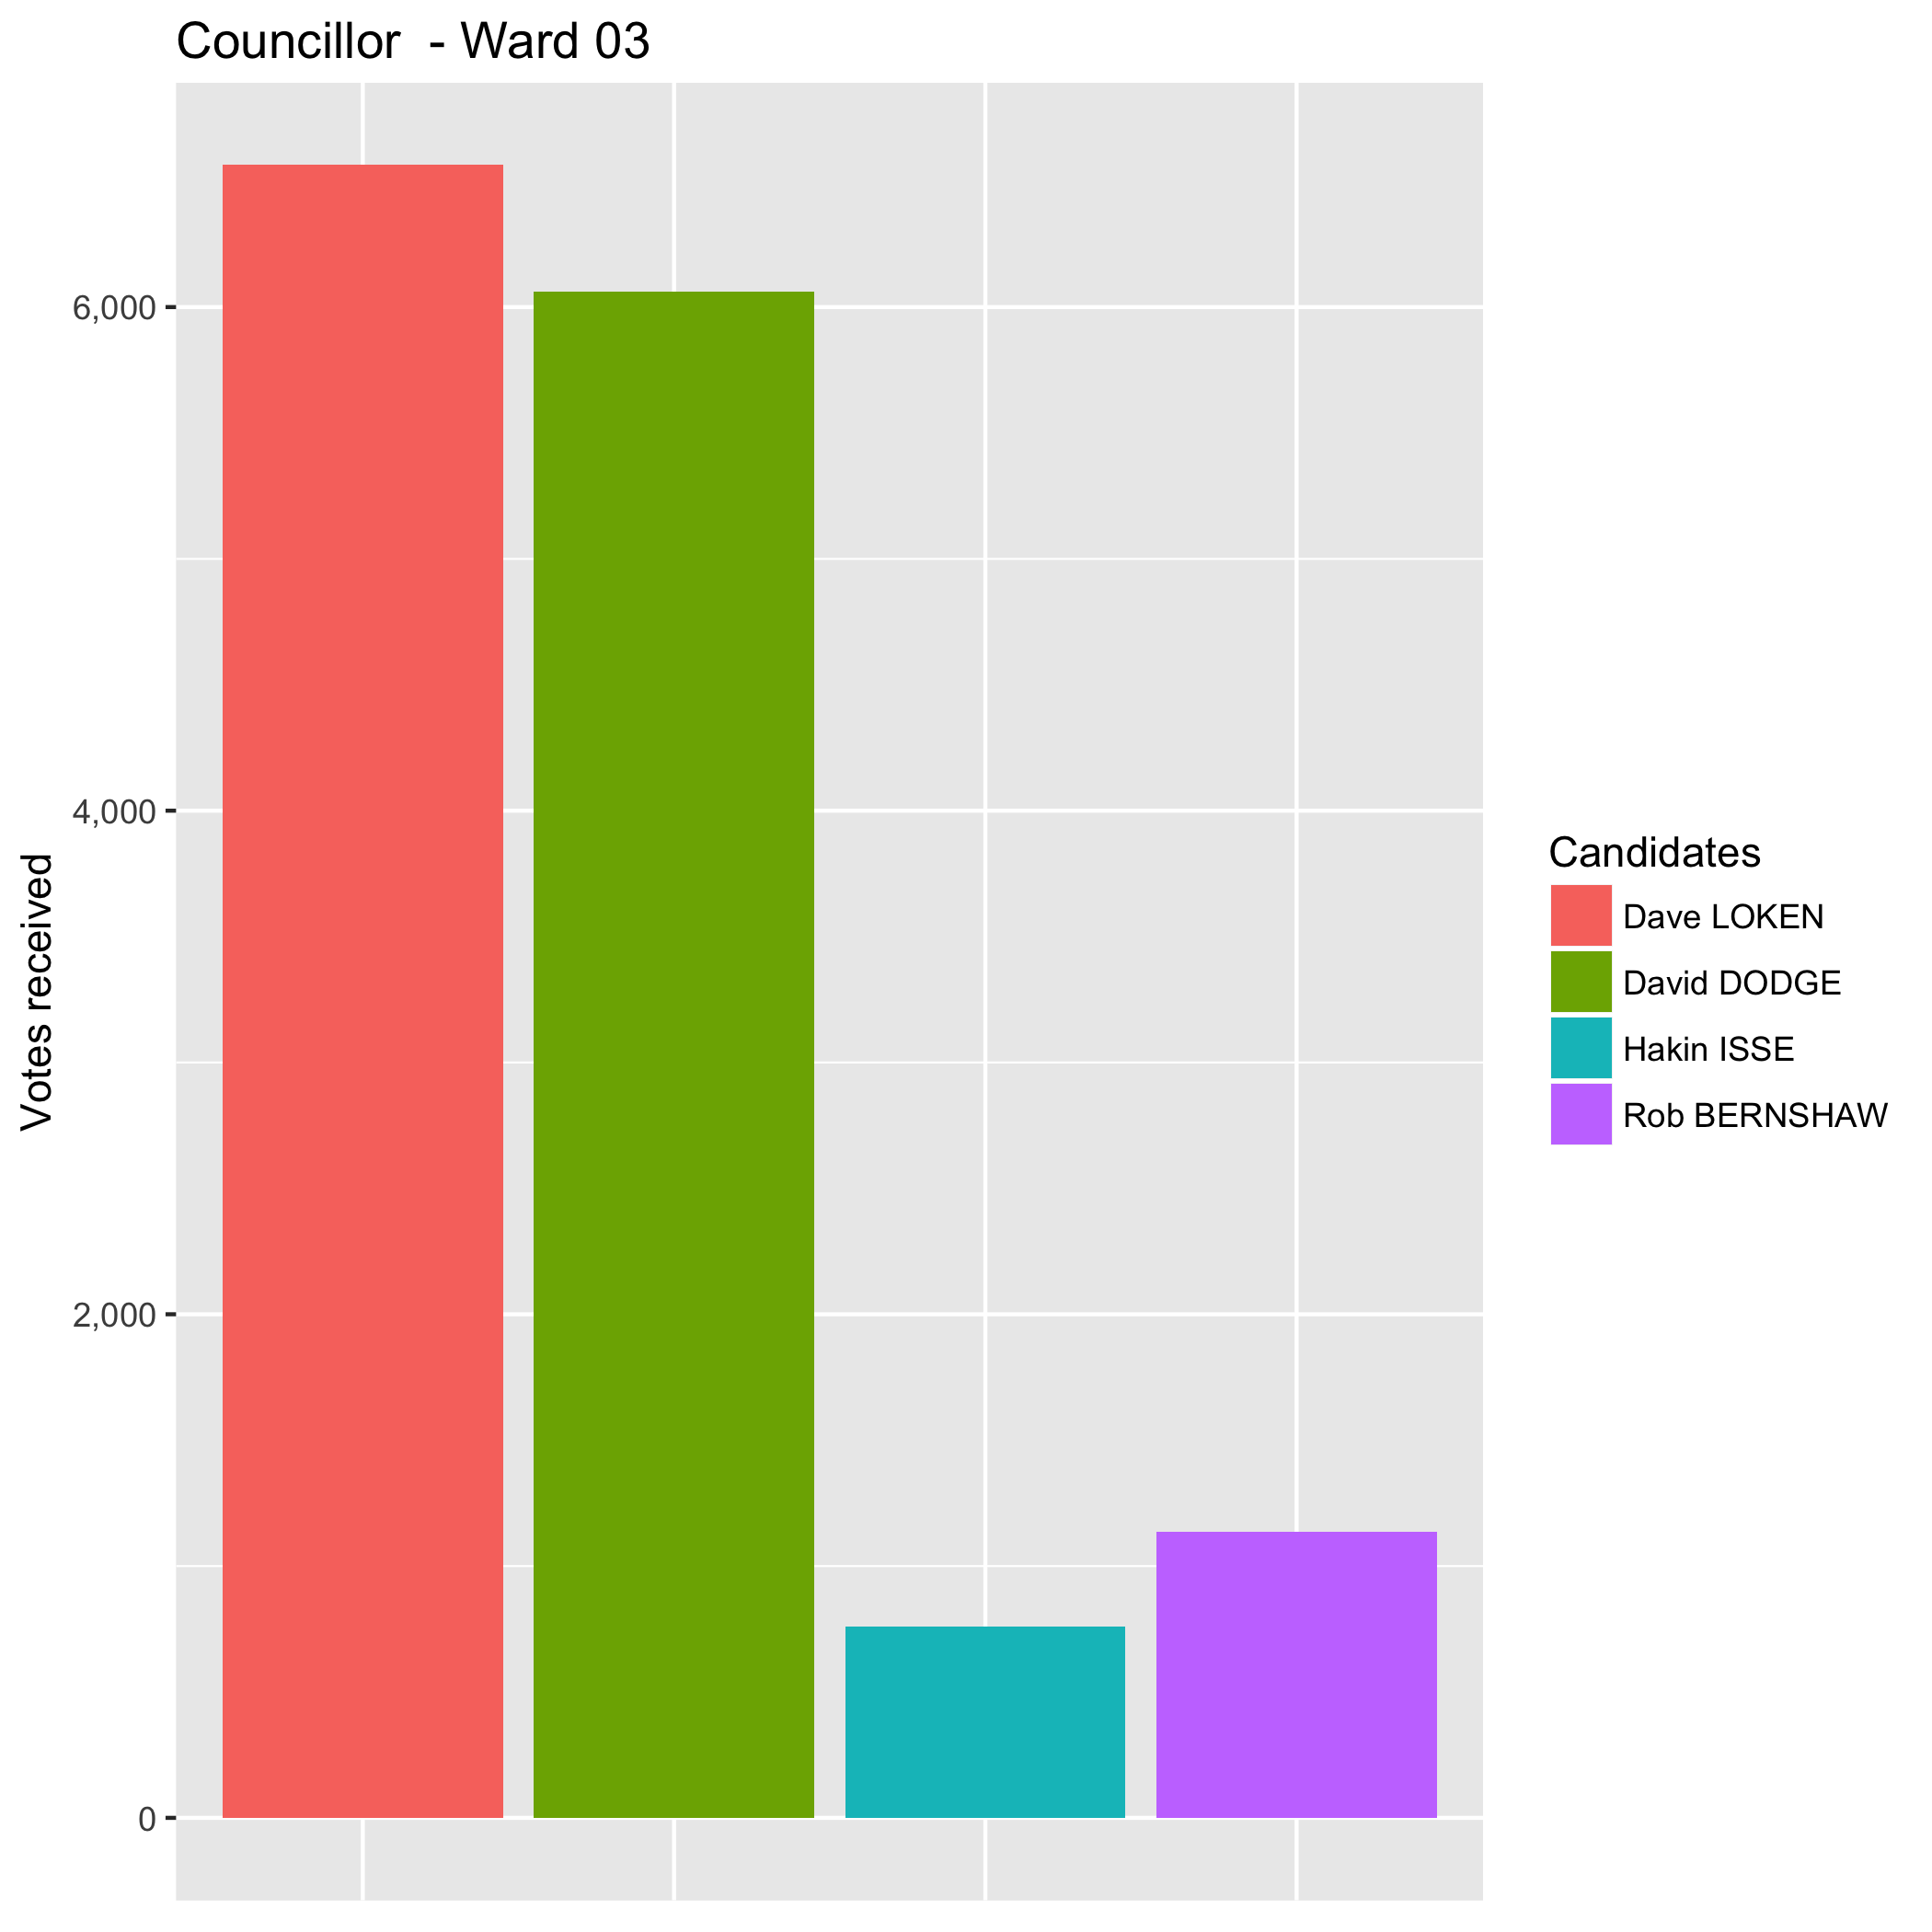 Councillor  - Ward 03
Votes received
6,000
4,000
2,000
0
Candidates
Dave LOKEN
David DODGE
Hakin ISSE
Rob BERNSHAW